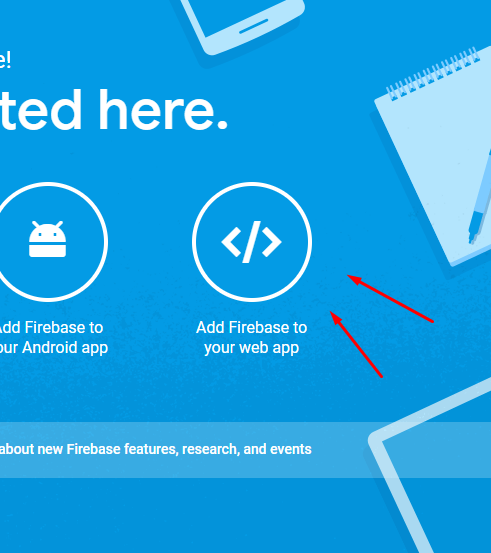 e!
ted here.
Add Firebase to
our Android app
Add Firebase to
your web app
about new Firebase features, research, and events